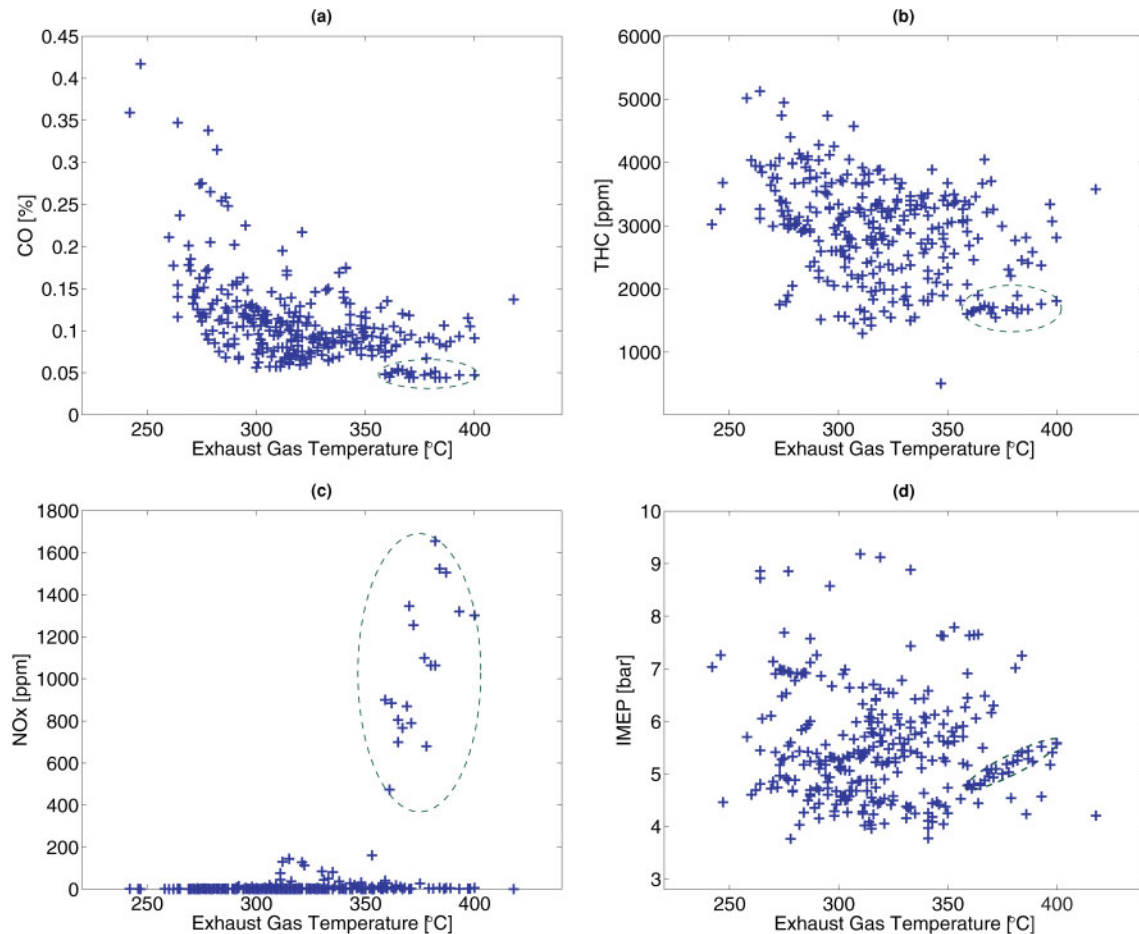 (a)
0.45
0.4
0.35
0.3
0.25
0.2
0.15
0.1
0.05
0
CO [%]
250 300 350 400
Exhaust Gas Temperature [°C]
(b)
6000
5000
4000
3000
2000
1000
THC [ppm]
250 300 350 400
Exhaust Gas Temperature [°C]
(c)
1800
1600
1400
1200
1000
800
600
400
200
0
NOx [ppm]
250 300 350 400
Exhaust Gas Temperature [°C]
(d)
10
9
8
7
6
5
4
3
IMEP [bar]
250 300 350 400
Exhaust Gas Temperature [°C]